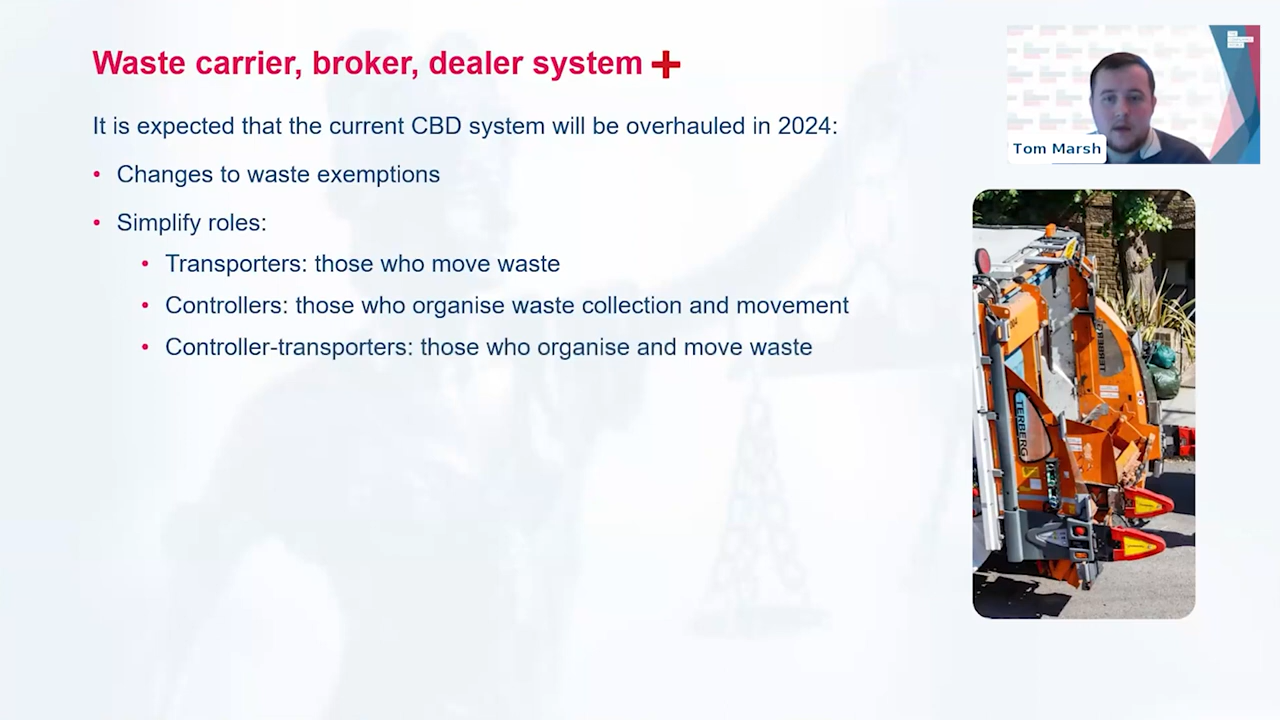 Waste carrier, broker, dealer system
It is expected that the current CBD system will be overhauled in 2024:
• Changes to waste exemptions
• Simplify roles:
• Transporters: those who move waste
• Controllers: those who organise waste collection and movement
• Controller-transporters: those who organise and move waste
Tom Marsh
TERBERG
TERBERG